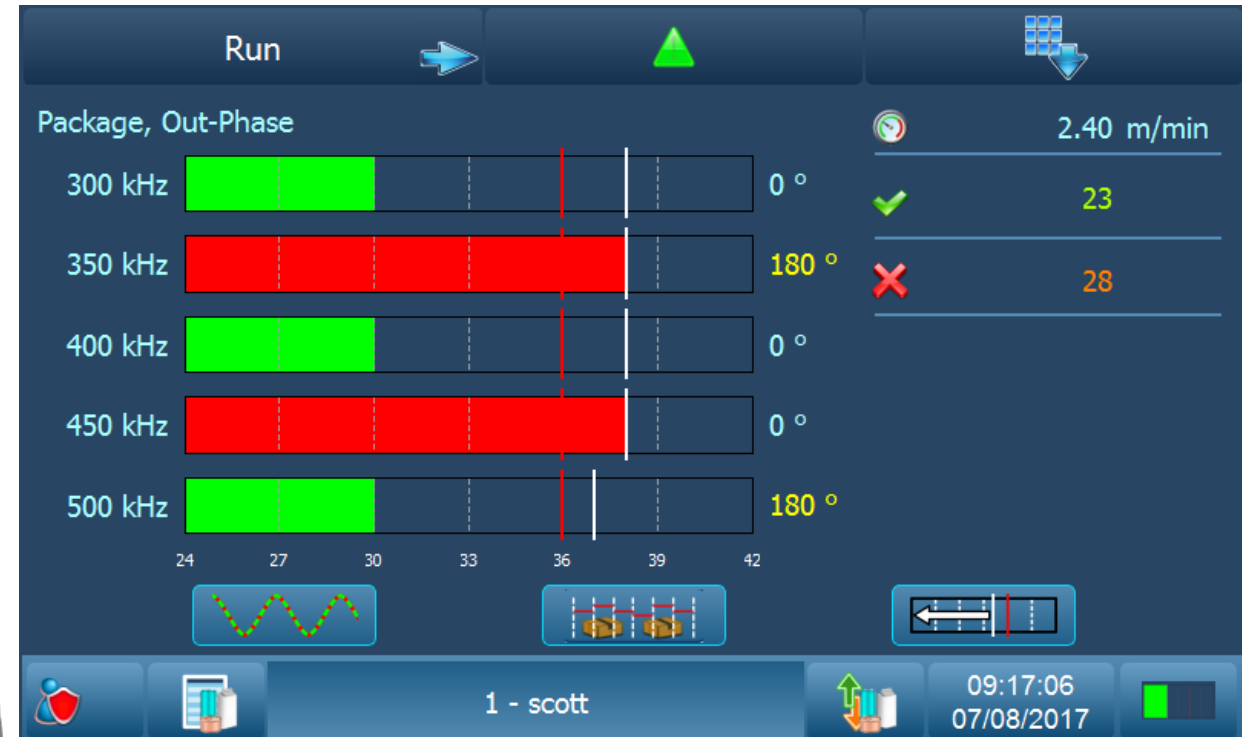 Run
Package, Out-Phase
2.40 m/min
300 kHz 0 °
23
350 kHz 180 °
28
400 kHz 0 °
450 kHz 0 °
500 kHz 180 °
24 27 30 33 36 39 42
1 - scott
09:17:06
07/08/2017